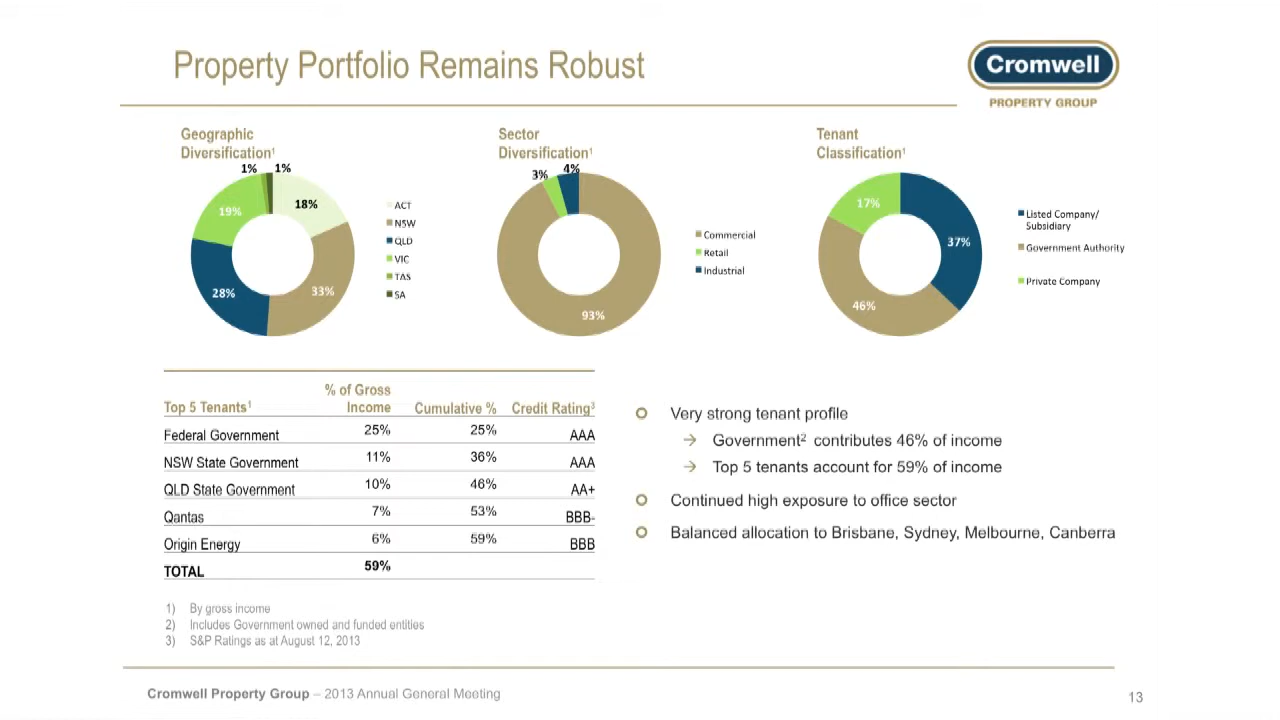 Property Portfolio Remains Robust
Cromwell
PROPERTY GROUP
Geographic
Diversification¹
1% 1%
18%
19%
28%
33%
ACT
NSW
QLD
VIC
TAS
SA
Sector
Diversification¹
3% 4%
93%
Commercial
Retail
Industrial
Tenant
Classification¹
17%
37%
46%
Listed Company/
Subsidiary
Government Authority
Private Company
Top 5 Tenants¹ % of Gross Income Cumulative % Credit Rating³
Federal Government 25% 25% AAA
NSW State Government 11% 36% AAA
QLD State Government 10% 46% AA+
Qantas 7% 53% BBB-
Origin Energy 6% 59% BBB
TOTAL 59%
Very strong tenant profile
→ Government² contributes 46% of income
→ Top 5 tenants account for 59% of income
Continued high exposure to office sector
Balanced allocation to Brisbane, Sydney, Melbourne, Canberra
1) By gross income
2) Includes Government owned and funded entities
3) S&P Ratings as at August 12, 2013
Cromwell Property Group – 2013 Annual General Meeting
13